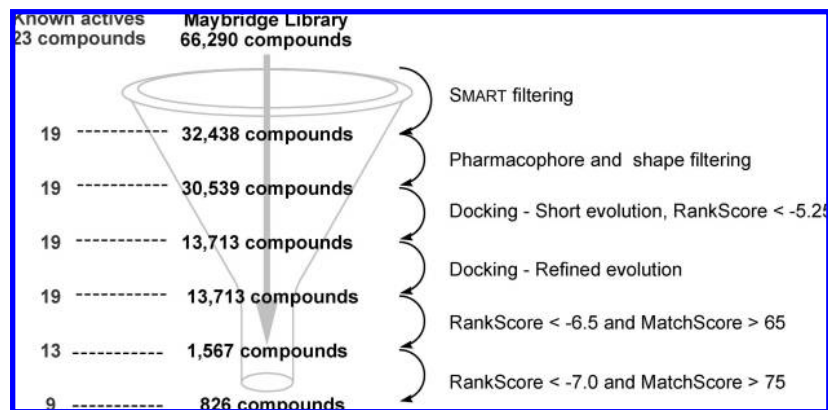 Known actives Maybridge Library
23 compounds 66,290 compounds
SMART filtering
19 32,438 compounds
Pharmacophore and shape filtering
19 30,539 compounds
Docking - Short evolution, RankScore < -5.25
19 13,713 compounds
Docking - Refined evolution
19 13,713 compounds
RankScore < -6.5 and MatchScore > 65
13 1,567 compounds
RankScore < -7.0 and MatchScore > 75
9 826 compounds